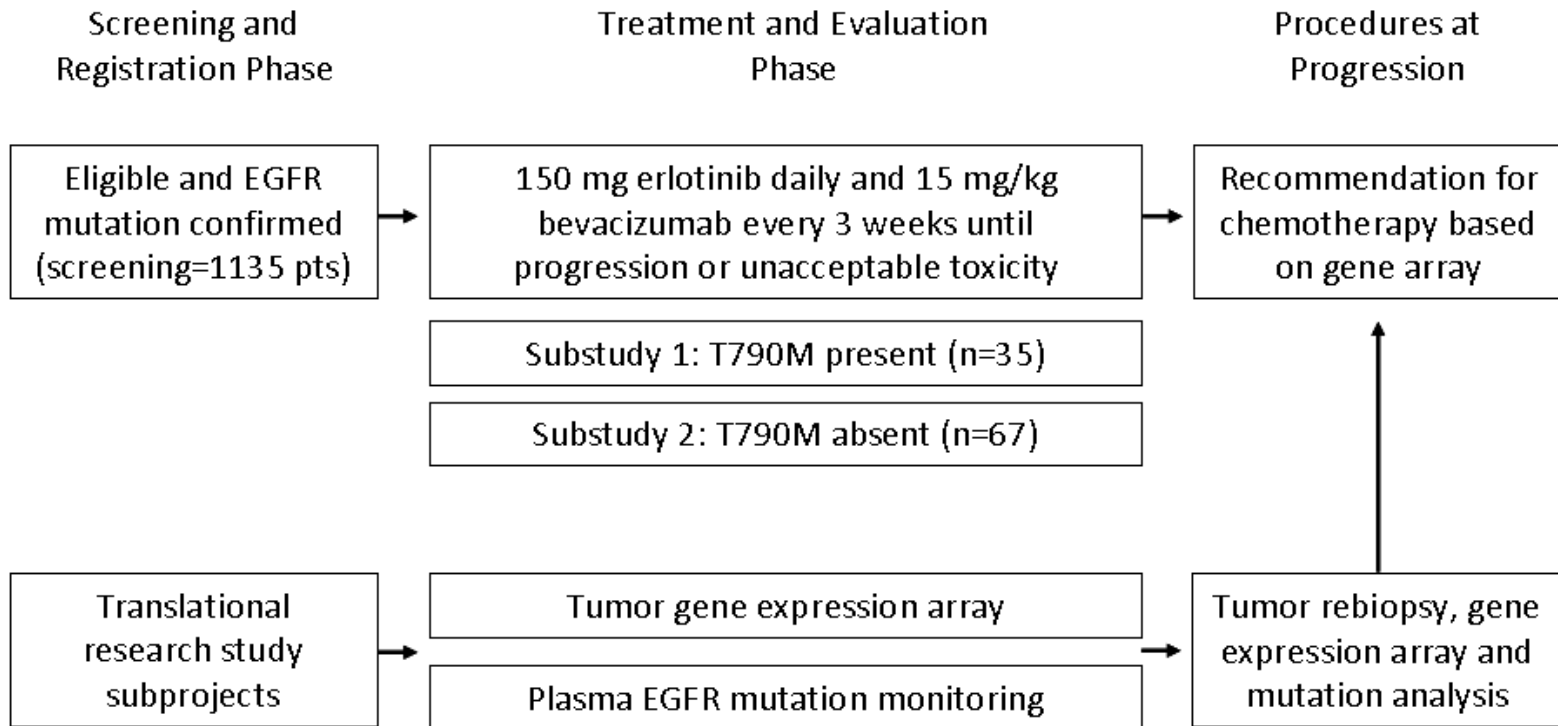 Screening and
Registration Phase
Treatment and Evaluation
Phase
Procedures at
Progression
Eligible and EGFR
mutation confirmed
(screening=1135 pts)
150 mg erlotinib daily and 15 mg/kg
bevacizumab every 3 weeks until
progression or unacceptable toxicity
Recommendation for
chemotherapy based
on gene array
Substudy 1: T790M present (n=35)
Substudy 2: T790M absent (n=67)
Translational
research study
subprojects
Tumor gene expression array
Plasma EGFR mutation monitoring
Tumor rebiopsy, gene
expression array and
mutation analysis